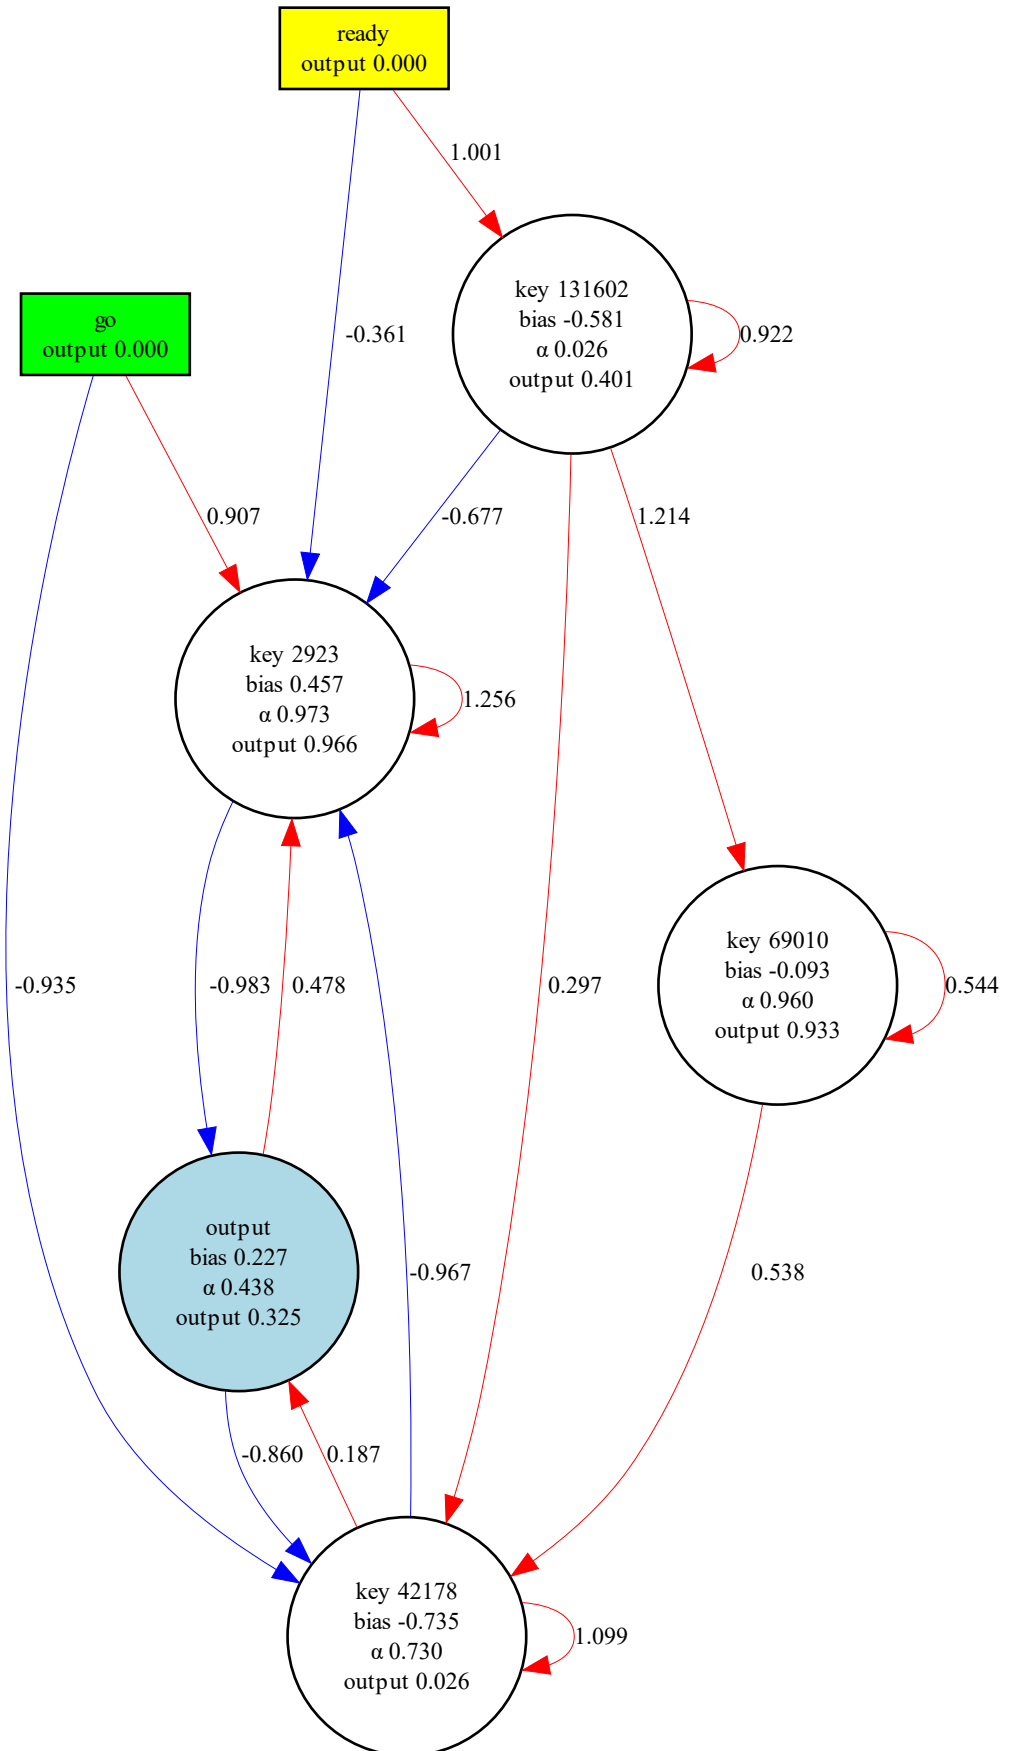 ready
output 0.000
1.001
key 131602
bias -0.581
α 0.026
output 0.401
0.922
go
output 0.000
-0.361
0.907
-0.677
1.214
key 2923
bias 0.457
α 0.973
output 0.966
1.256
key 69010
bias -0.093
α 0.960
output 0.933
0.544
-0.935
-0.983
0.478
0.297
output
bias 0.227
α 0.438
output 0.325
-0.967
0.538
-0.860
0.187
key 42178
bias -0.735
α 0.730
output 0.026
1.099